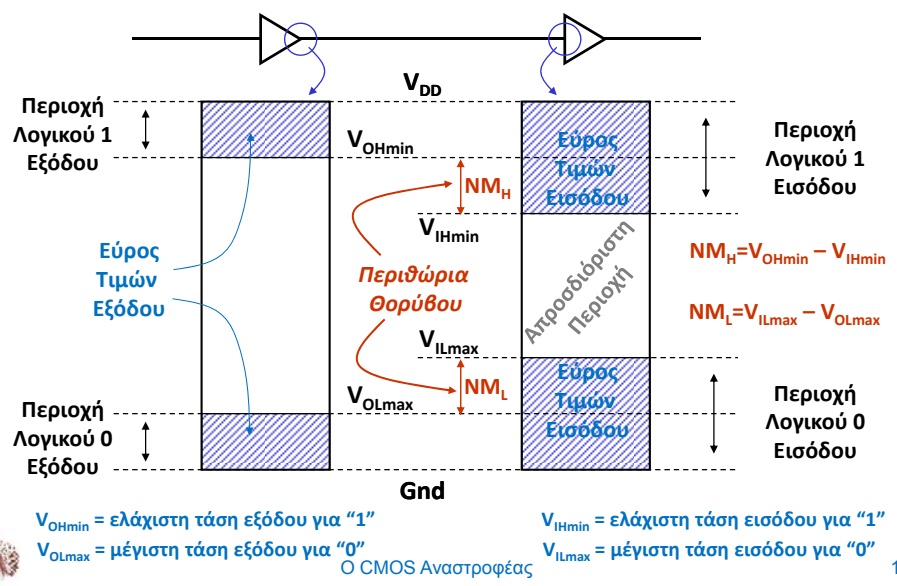 V_DD
Περιοχή
Λογικού 1
Εξόδου
V_OHmin
NM_H
V_IHmin
Εύρος
Τιμών
Εισόδου
Περιοχή
Λογικού 1
Εισόδου
Εύρος
Τιμών
Εξόδου
Περιθώρια
Θορύβου
Απροσδιόριστη
Περιοχή
NM_H=V_OHmin – V_IHmin
NM_L=V_ILmax – V_OLmax
V_ILmax
NM_L
V_OLmax
Εύρος
Τιμών
Εισόδου
Περιοχή
Λογικού 0
Εξόδου
Περιοχή
Λογικού 0
Εισόδου
Gnd
V_OHmin = ελάχιστη τάση εξόδου για “1”
V_OLmax = μέγιστη τάση εξόδου για “0”
V_IHmin = ελάχιστη τάση εισόδου για “1”
V_ILmax = μέγιστη τάση εισόδου για “0”
Ο CMOS Αναστροφέας
1